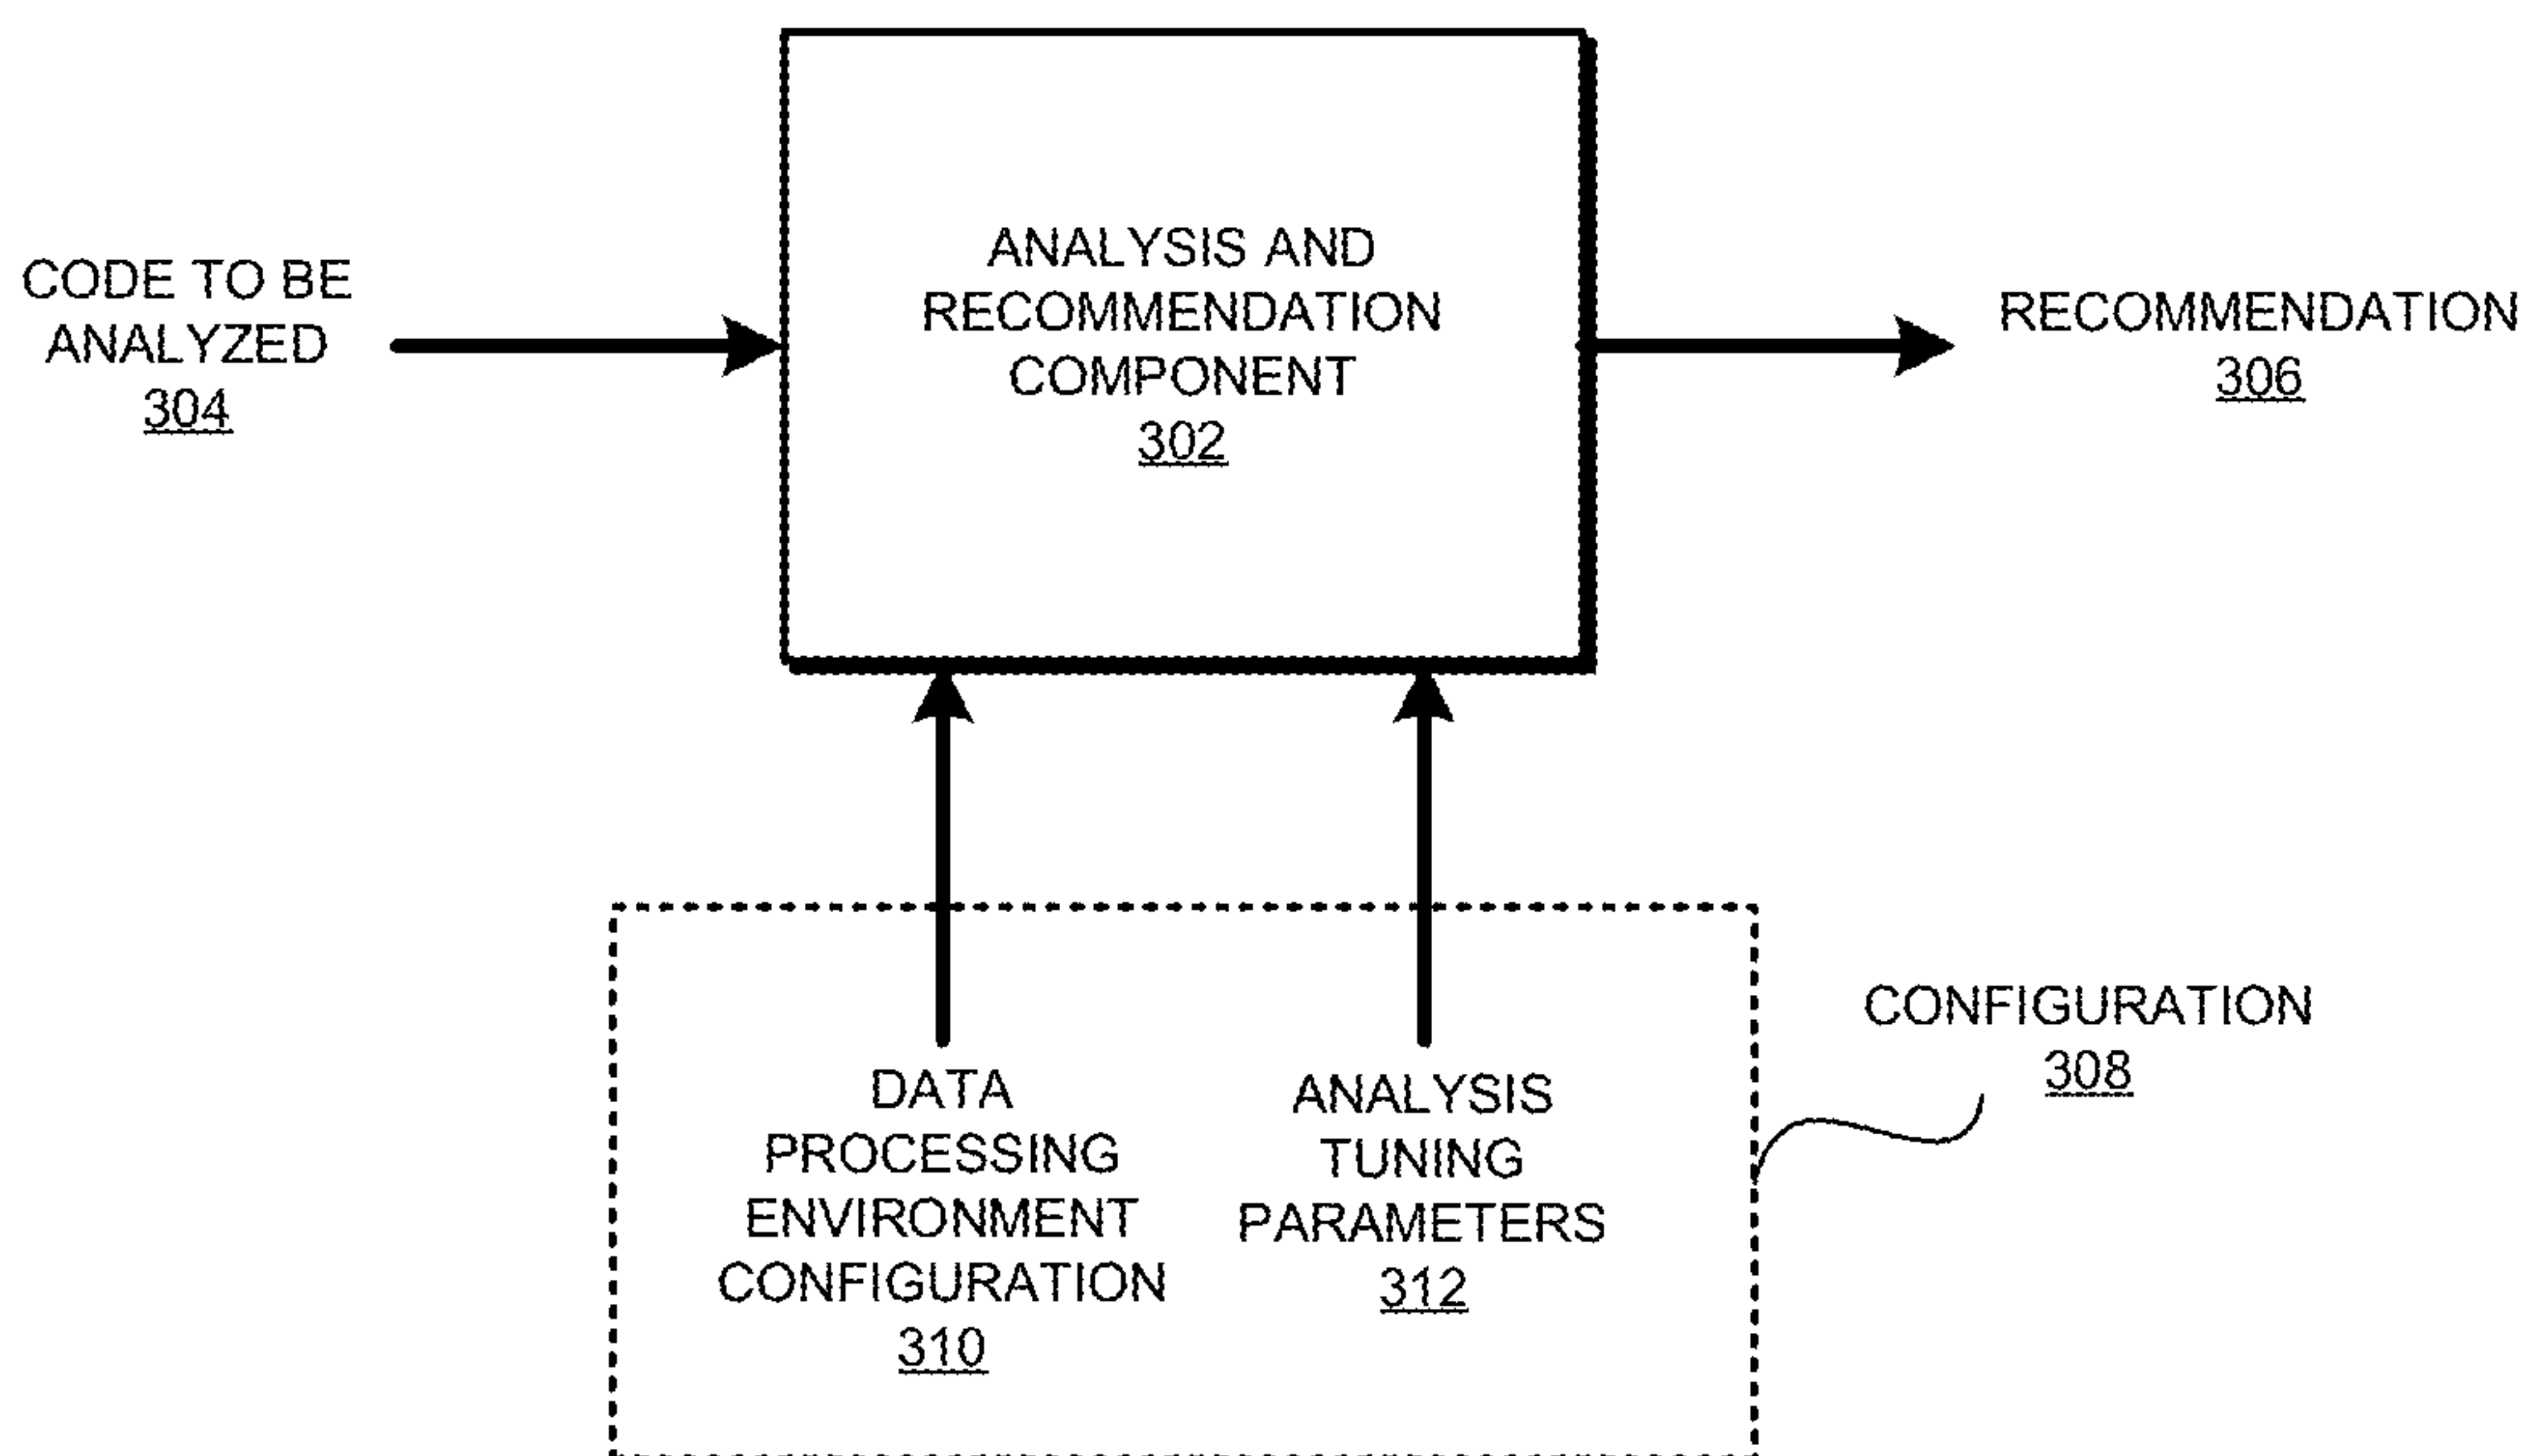 CODE TO BE
ANALYZED
304
ANALYSIS AND
RECOMMENDATION
COMPONENT
302
RECOMMENDATION
306
DATA
PROCESSING
ENVIRONMENT
CONFIGURATION
310
ANALYSIS
TUNING
PARAMETERS
312
CONFIGURATION
308